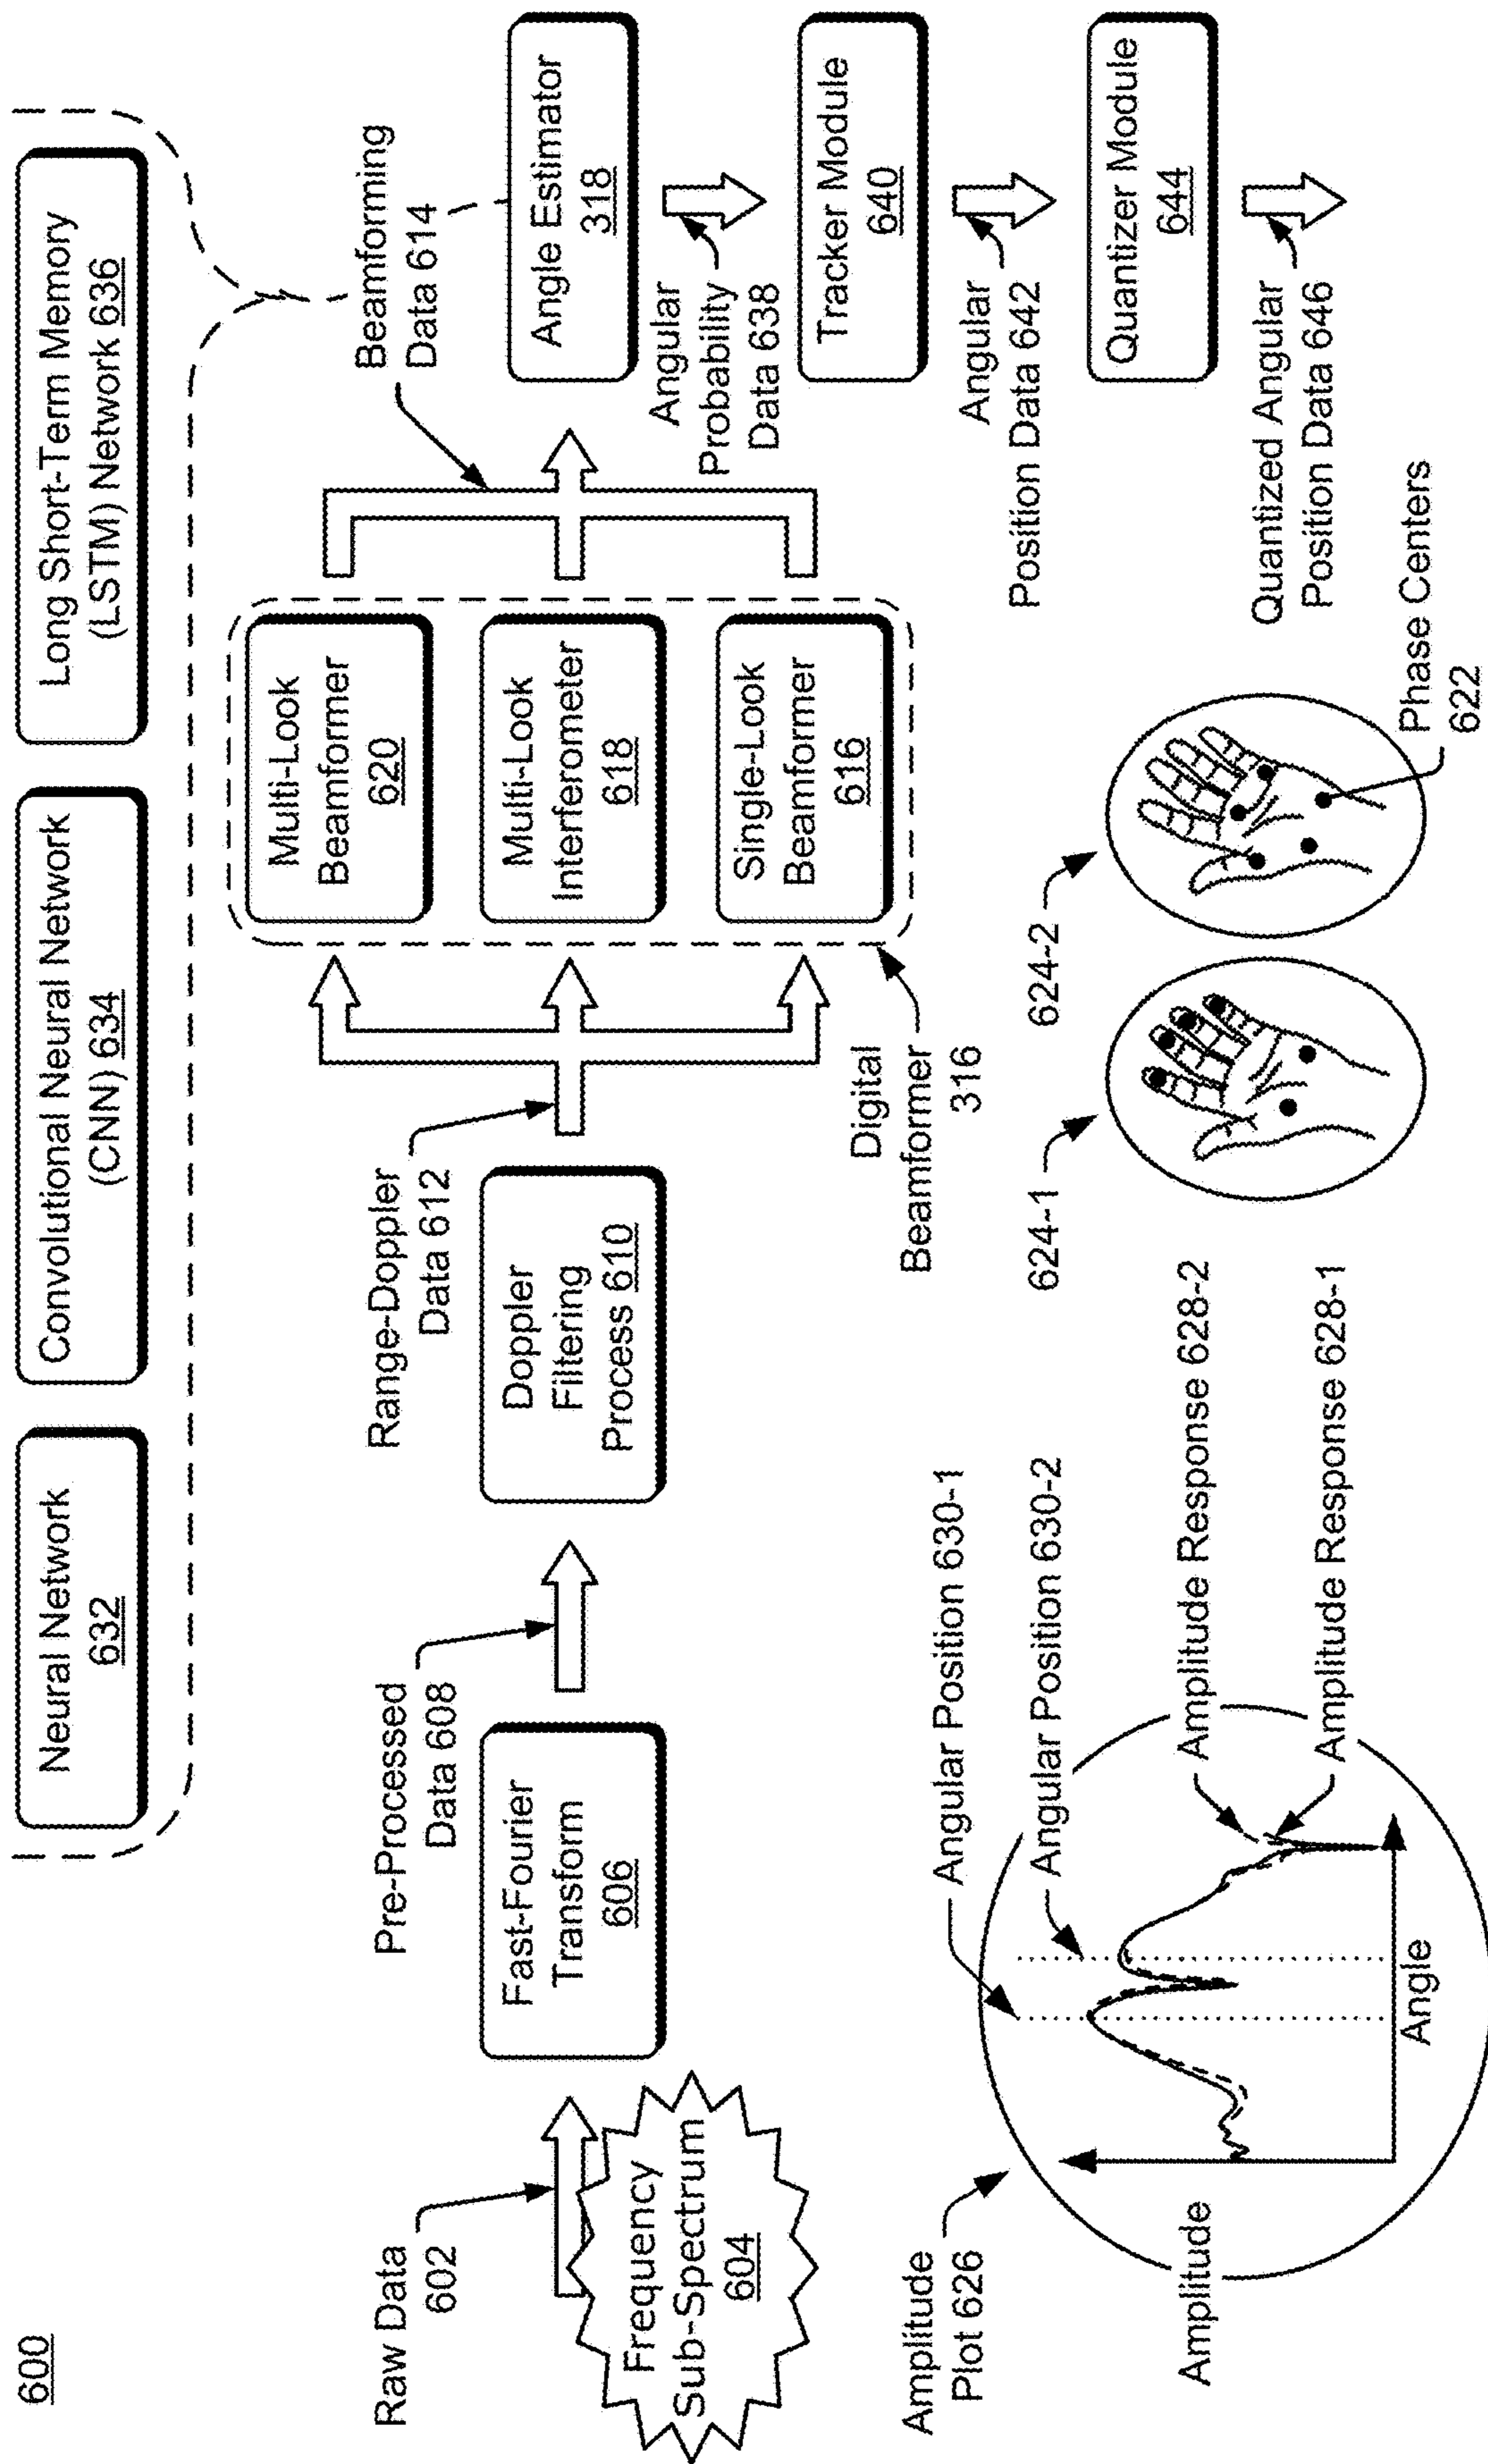 600
Neural Network
632
Convolutional Neural Network
(CNN) 634
Long Short-Term Memory
(LSTM) Network 636
Raw Data
602
Frequency
Sub-Spectrum
604
Fast-Fourier
Transform
606
Pre-Processed
Data 608
Doppler
Filtering
Process 610
Range-Doppler
Data 612
Multi-Look
Beamformer
620
Multi-Look
Interferometer
618
Single-Look
Beamformer
616
Digital
Beamformer
316
Beamforming
Data 614
Angle Estimator
318
Angular
Probability
Data 638
Tracker Module
640
Angular
Position Data 642
Quantizer Module
644
Quantized Angular
Position Data 646
Amplitude
Plot 626
Amplitude
Angle
Angular Position 630-1
Angular Position 630-2
Amplitude Response 628-2
Amplitude Response 628-1
624-1
624-2
Phase Centers
622